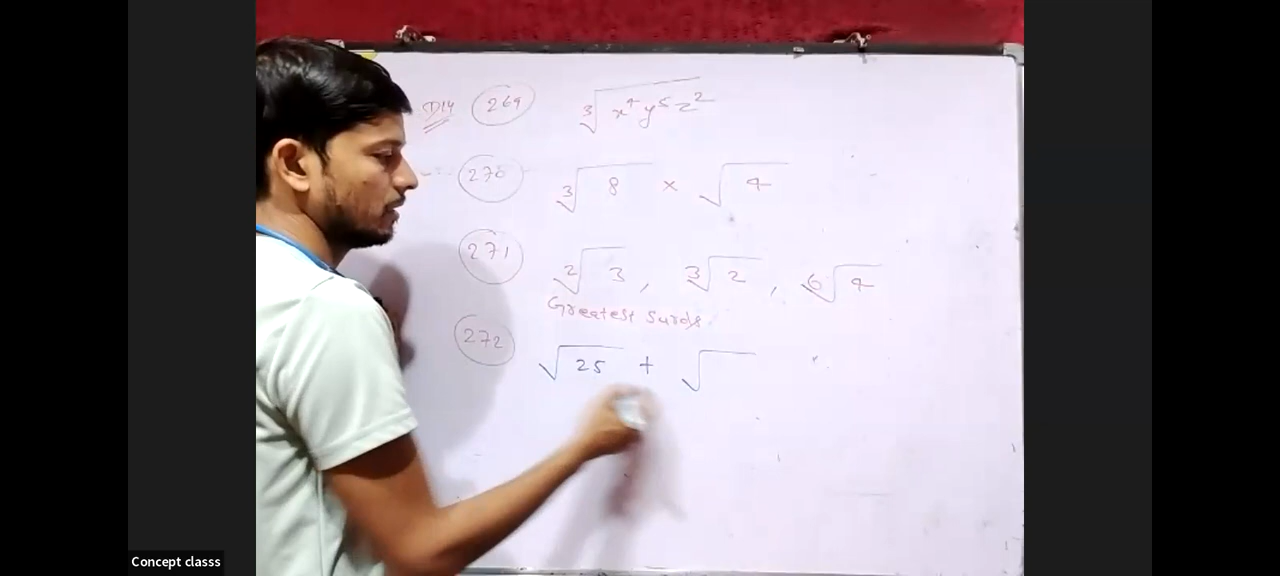 D14 269 ∛x⁴y⁵z²
270 ∛8 × √4
271 ²√3 , ³√2 , ⁶√4
Greatest Surds
272 √25 + √
Concept classs